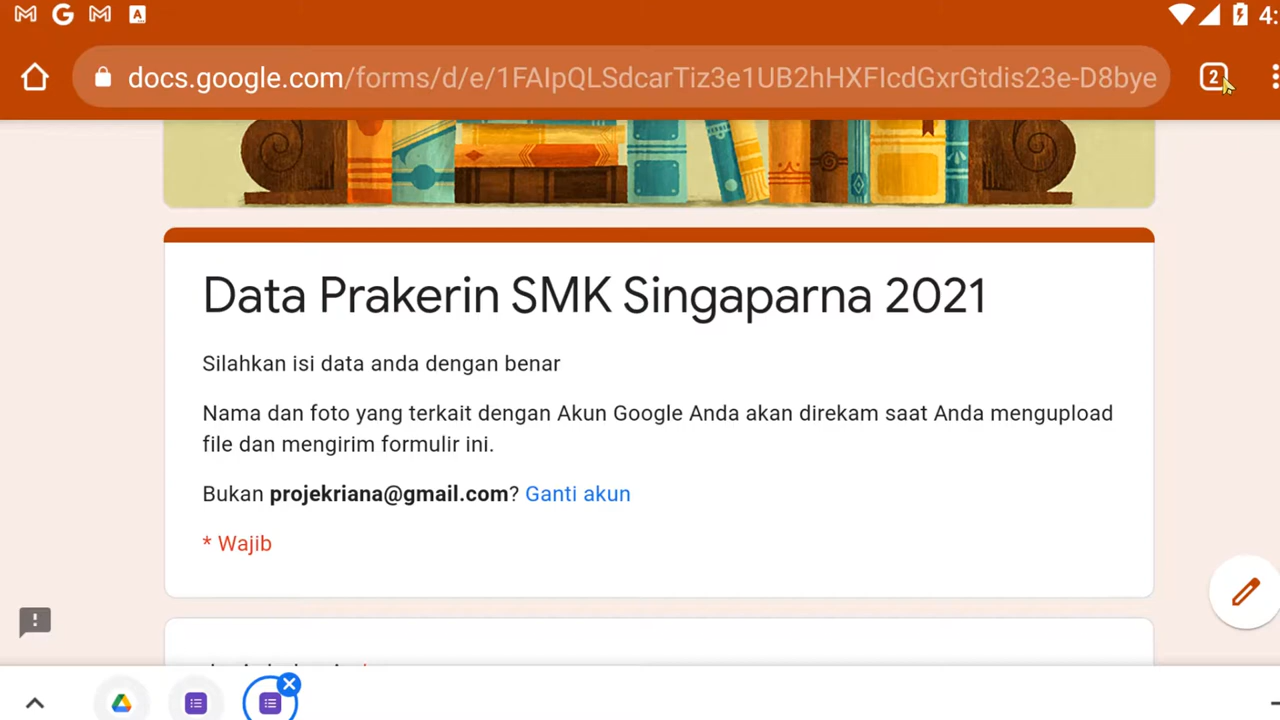 4:
docs.google.com/forms/d/e/1FAIpQLSdcarTiz3e1UB2hHXFIcdGxrGtdis23e-D8bye
2
Data Prakerin SMK Singaparna 2021
Silahkan isi data anda dengan benar
Nama dan foto yang terkait dengan Akun Google Anda akan direkam saat Anda mengupload
file dan mengirim formulir ini.
Bukan projekriana@gmail.com? Ganti akun
* Wajib